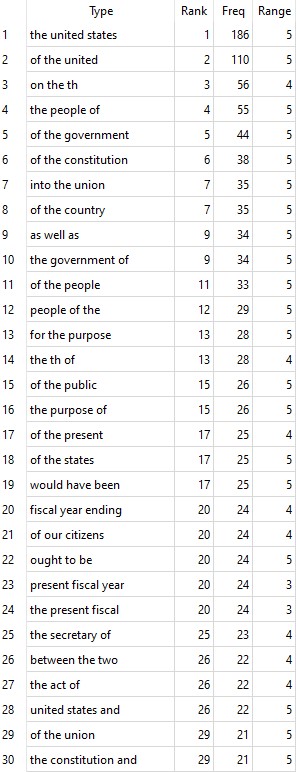 Type Rank Freq Range
1 the united states 1 186 5
2 of the united 2 110 5
3 on the th 3 56 4
4 the people of 4 55 5
5 of the government 5 44 5
6 of the constitution 6 38 5
7 into the union 7 35 5
8 of the country 7 35 5
9 as well as 9 34 5
10 the government of 9 34 5
11 of the people 11 33 5
12 people of the 12 29 5
13 for the purpose 13 28 5
14 the th of 13 28 4
15 of the public 15 26 5
16 the purpose of 15 26 5
17 of the present 17 25 4
18 of the states 17 25 5
19 would have been 17 25 5
20 fiscal year ending 20 24 4
21 of our citizens 20 24 4
22 ought to be 20 24 5
23 present fiscal year 20 24 3
24 the present fiscal 20 24 3
25 the secretary of 25 23 4
26 between the two 26 22 4
27 the act of 26 22 4
28 united states and 26 22 5
29 of the union 29 21 5
30 the constitution and 29 21 5